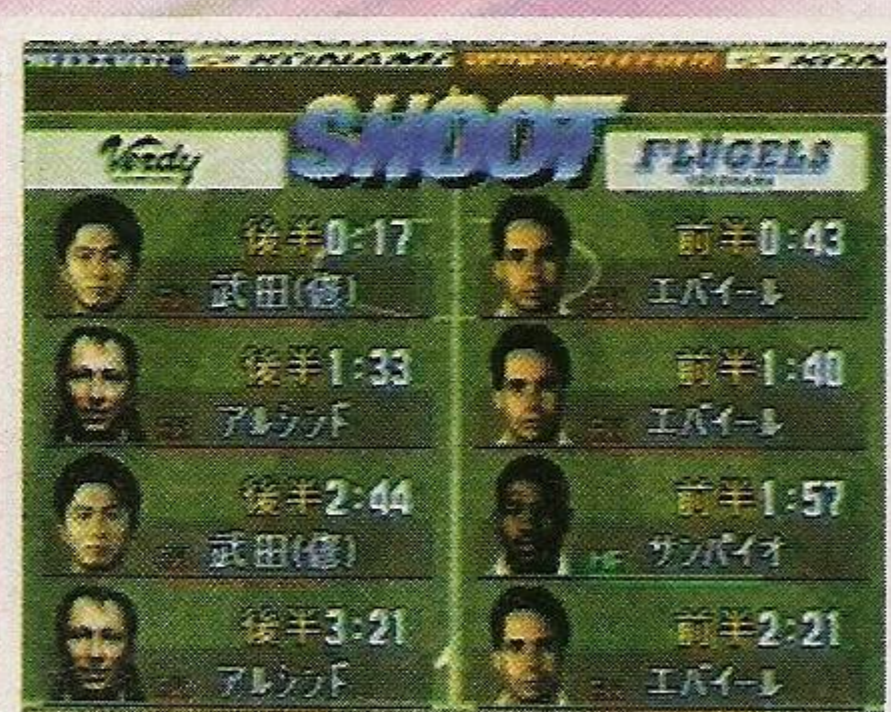 KONAMI
KON
SHOOT
Verdy
FLÜGELS
後半0:17
武田(修)
後半1:33
アルシンド
後半2:44
武田(修)
後半3:21
アルシンド
前半0:43
エバイール
前半1:40
エバイール
前半1:57
MF サンパイオ
前半2:21
エバイール